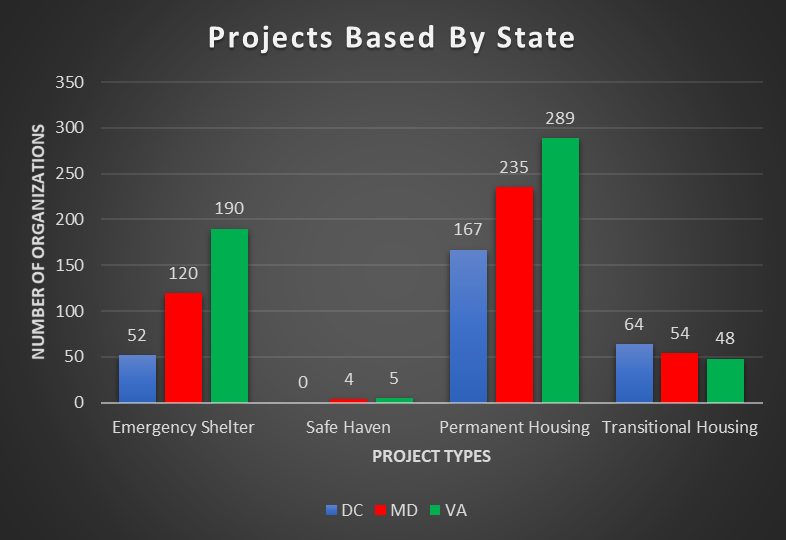 Projects Based By State
NUMBER OF ORGANIZATIONS
350
300
250
200
150
100
50
0
52
120
190
0
4
5
167
235
289
64
54
48
Emergency Shelter
Safe Haven
Permanent Housing
Transitional Housing
PROJECT TYPES
DC MD VA